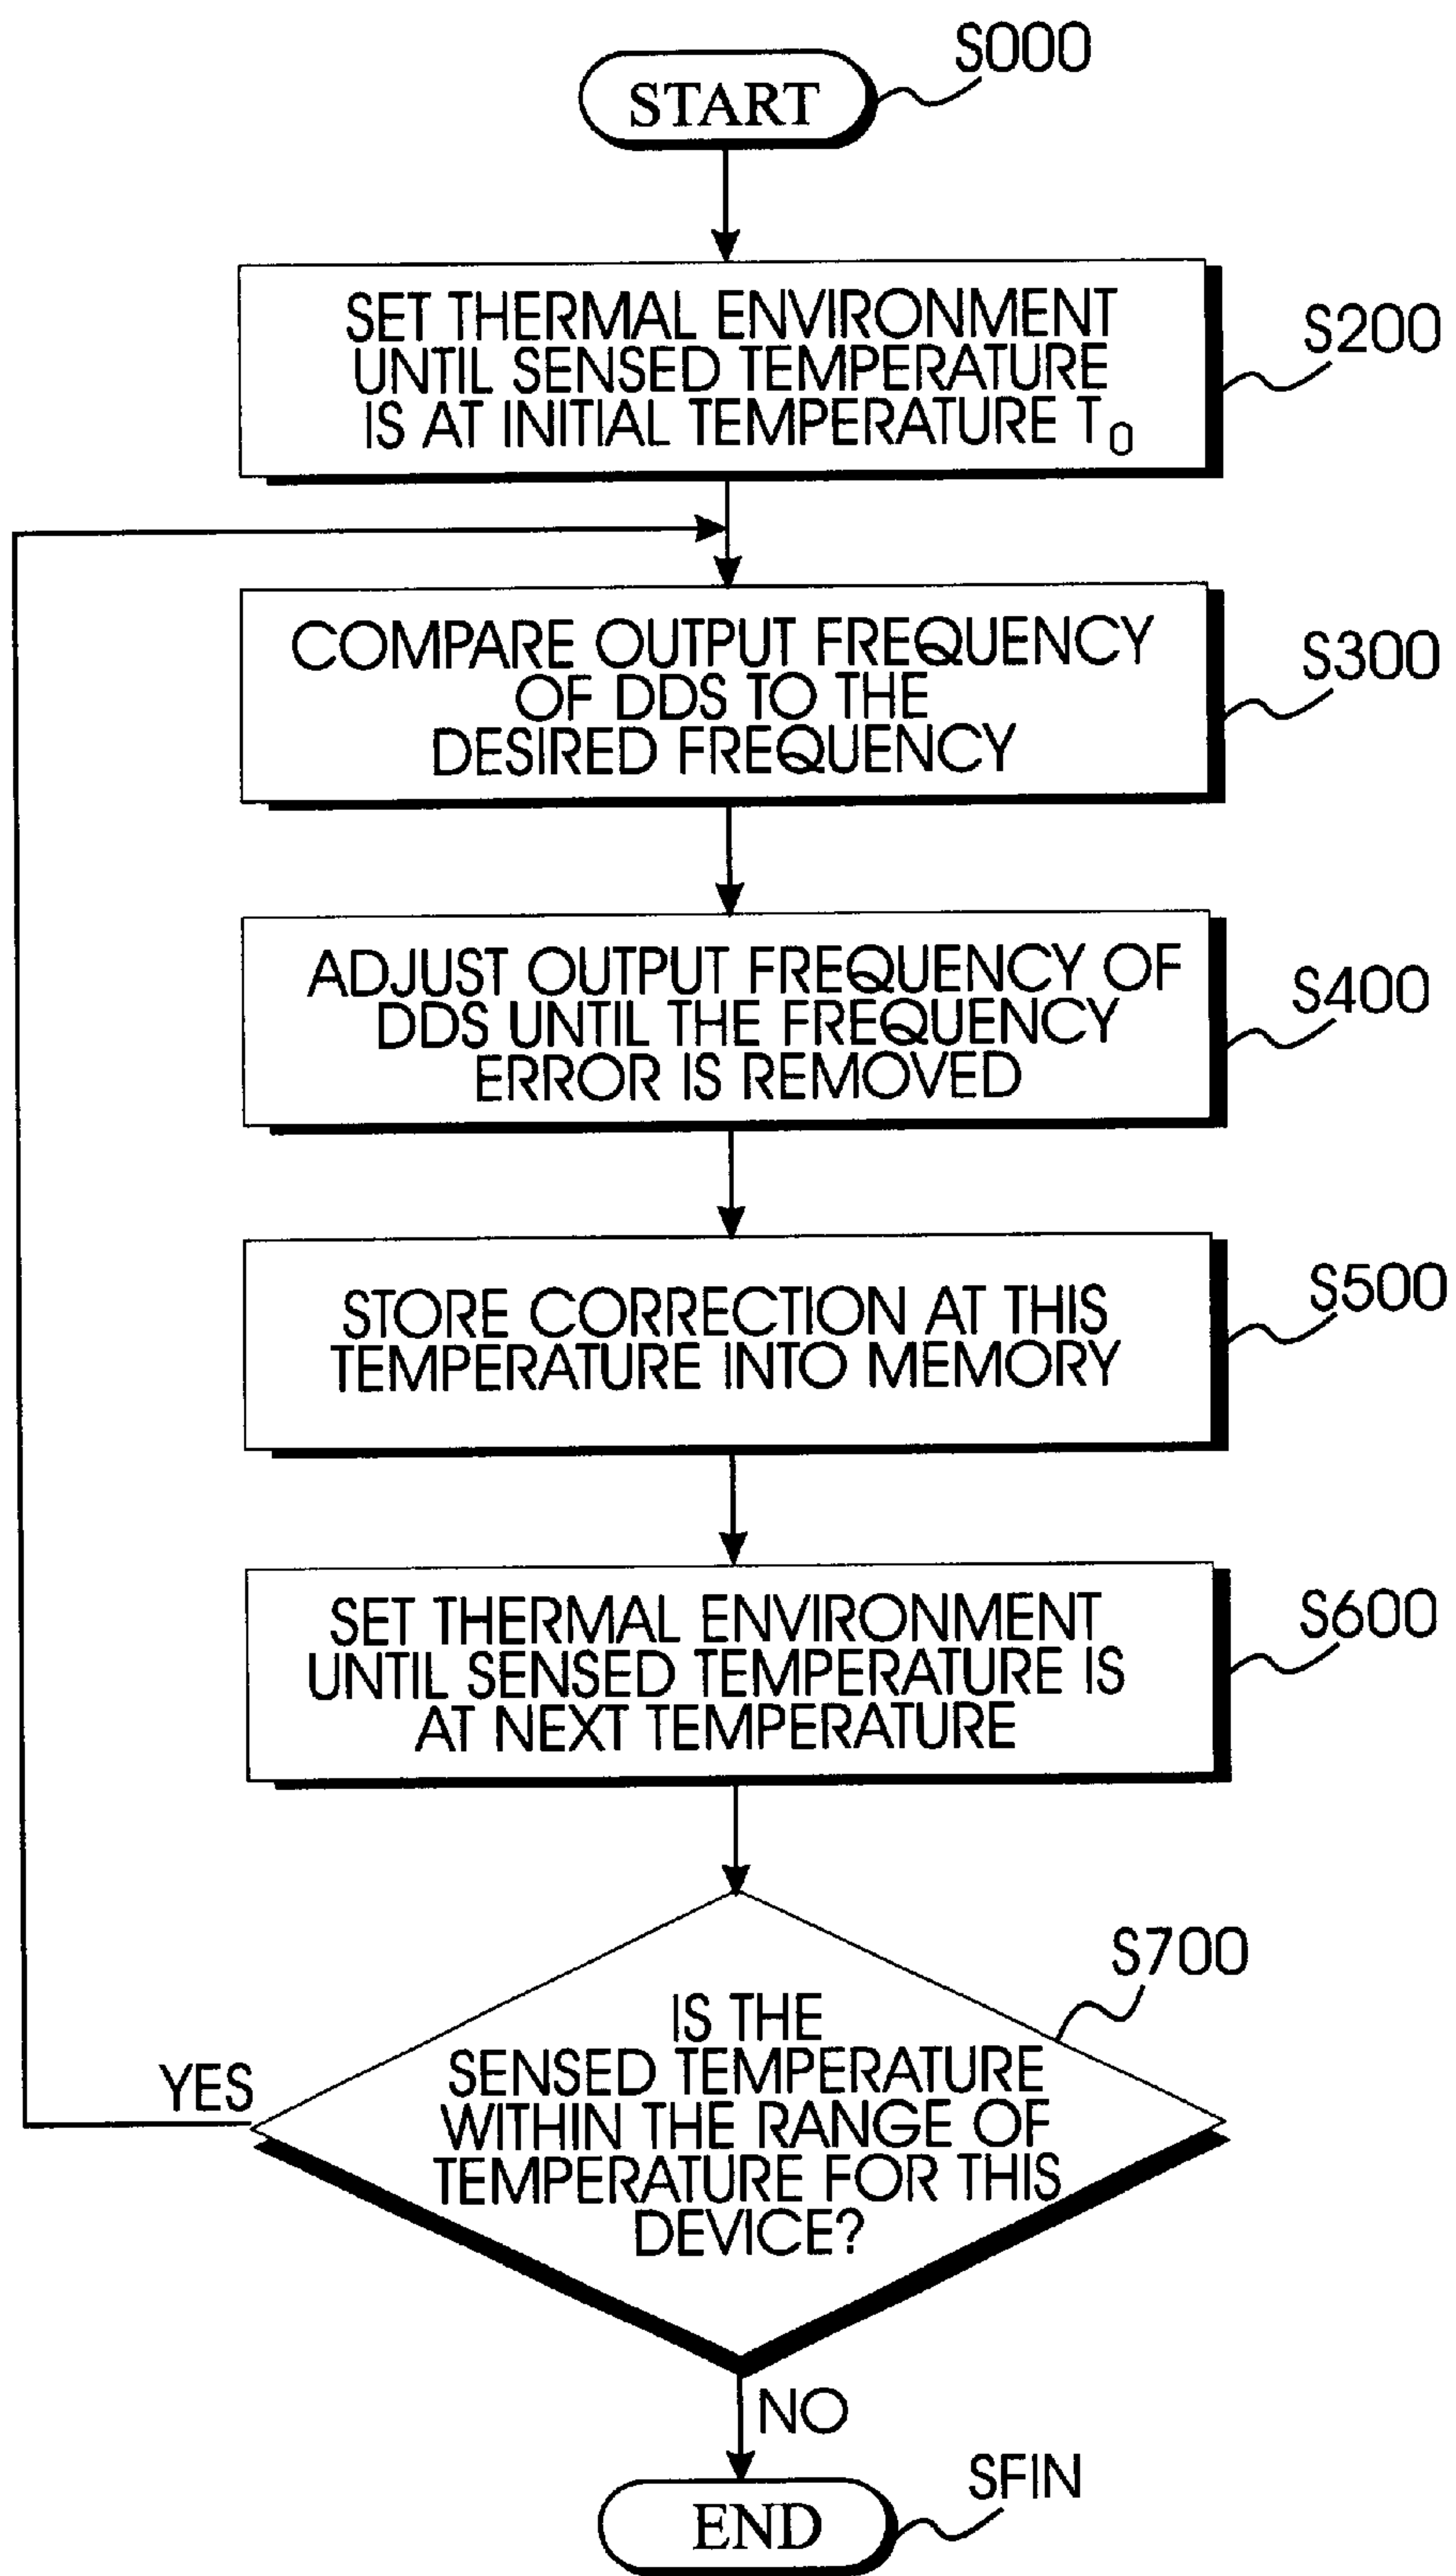 S000
START
SET THERMAL ENVIRONMENT
UNTIL SENSED TEMPERATURE
IS AT INITIAL TEMPERATURE T₀
S200
COMPARE OUTPUT FREQUENCY
OF DDS TO THE
DESIRED FREQUENCY
S300
ADJUST OUTPUT FREQUENCY OF
DDS UNTIL THE FREQUENCY
ERROR IS REMOVED
S400
STORE CORRECTION AT THIS
TEMPERATURE INTO MEMORY
S500
SET THERMAL ENVIRONMENT
UNTIL SENSED TEMPERATURE IS
AT NEXT TEMPERATURE
S600
S700
IS THE
SENSED TEMPERATURE
WITHIN THE RANGE OF
TEMPERATURE FOR THIS
DEVICE?
YES
NO
SFIN
END